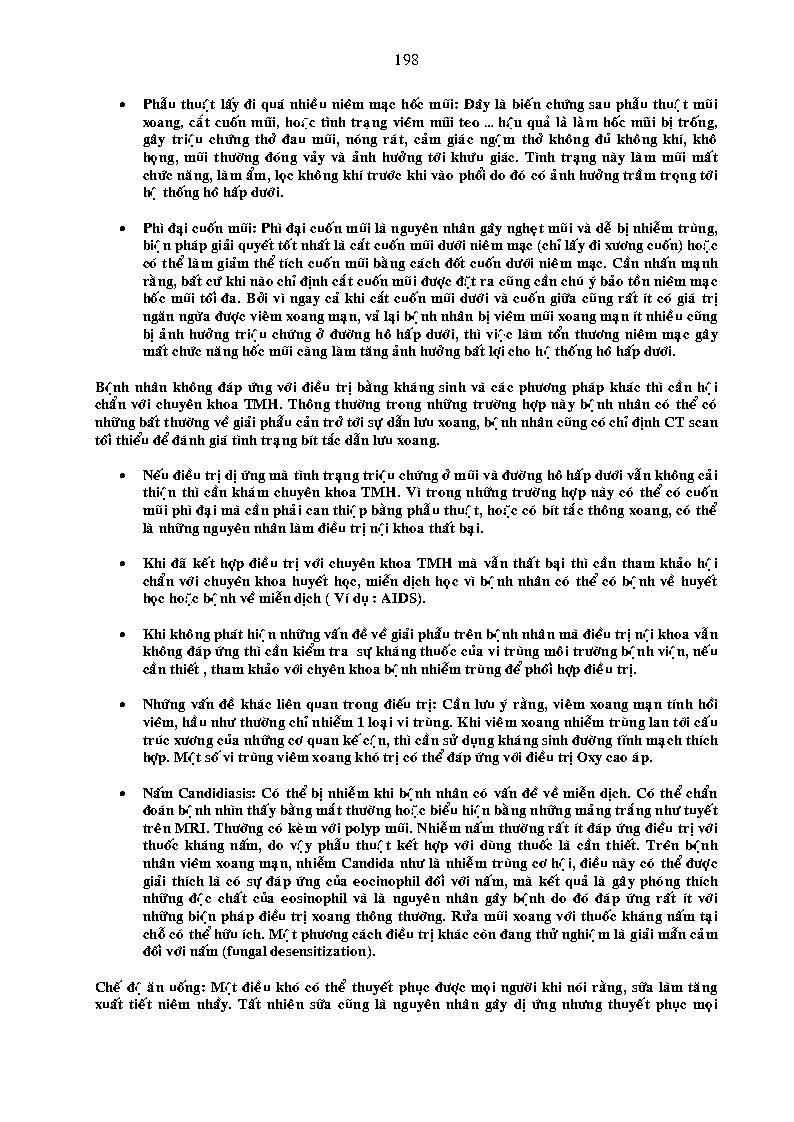 198
• Phẫu thuật lấy đi quá nhiều niêm mạc hốc mũi: Đây là biến chứng sau phẫu thuật mũi
xoang, cắt cuốn mũi, hoặc tình trạng viêm mũi teo ... hậu quả là làm hốc mũi bị trống,
gây triệu chứng thở đau mũi, nóng rát, cảm giác ngộm thở không đủ không khí, khô
họng, mũi thường đóng vảy và ảnh hưởng tới khứu giác. Tình trạng này làm mũi mất
chức năng, làm ẩm, lọc không khí trước khi vào phổi do đó có ảnh hưởng trầm trọng tới
hệ thống hô hấp dưới.
• Phì đại cuốn mũi: Phì đại cuốn mũi là nguyên nhân gây nghẹt mũi và dễ bị nhiễm trùng,
biện pháp giải quyết tốt nhất là cắt cuốn mũi dưới niêm mạc (chỉ lấy đi xương cuốn) hoặc
có thể làm giảm thể tích cuốn mũi bằng cách đốt cuốn dưới niêm mạc. Cần nhấn mạnh
rằng, bất cứ khi nào chỉ định cắt cuốn mũi được đặt ra cũng cần chú ý bảo tồn niêm mạc
hốc mũi tối đa. Bởi vì ngay cả khi cắt cuốn mũi dưới và cuốn giữa cũng rất ít có giá trị
ngăn ngừa được viêm xoang mạn, vả lại bệnh nhân bị viêm mũi xoang mạn ít nhiều cũng
bị ảnh hưởng triệu chứng ở đường hô hấp dưới, thì việc làm tổn thương niêm mạc gây
mất chức năng hốc mũi càng làm tăng ảnh hưởng bất lợi cho hệ thống hô hấp dưới.
Bệnh nhân không đáp ứng với điều trị bằng kháng sinh và các phương pháp khác thì cần hội
chẩn với chuyên khoa TMH. Thông thường trong những trường hợp này bệnh nhân có thể có
những bất thường về giải phẫu cản trở tới sự dẫn lưu xoang, bệnh nhân cũng có chỉ định CT scan
tối thiểu để đánh giá tình trạng bít tắc dẫn lưu xoang.
• Nếu điều trị dị ứng mà tình trạng triệu chứng ở mũi và đường hô hấp dưới vẫn không cải
thiện thì cần khám chuyên khoa TMH. Vì trong những trường hợp này có thể có cuốn
mũi phì đại mà cần phải can thiệp bằng phẫu thuật, hoặc có bít tắc thông xoang, có thể
là những nguyên nhân làm điều trị nội khoa thất bại.
• Khi đã kết hợp điều trị với chuyên khoa TMH mà vẫn thất bại thì cần tham khảo hội
chẩn với chuyên khoa huyết học, miễn dịch học vì bệnh nhân có thể có bệnh về huyết
học hoặc bệnh về miễn dịch ( Ví dụ : AIDS).
• Khi không phát hiện những vấn đề về giải phẫu trên bệnh nhân mà điều trị nội khoa vẫn
không đáp ứng thì cần kiểm tra sự kháng thuốc của vi trùng môi trường bệnh viện, nếu
cần thiết , tham khảo với chyên khoa bệnh nhiễm trùng để phối hợp điều trị.
• Những vấn đề khác liên quan trong điếu trị: Cần lưu ý rằng, viêm xoang mạn tính hồi
viêm, hầu như thường chỉ nhiễm 1 loại vi trùng. Khi viêm xoang nhiễm trùng lan tới cấu
trúc xương của những cơ quan kế cận, thì cần sử dụng kháng sinh đường tĩnh mạch thích
hợp. Một số vi trùng viêm xoang khó trị có thể đáp ứng với điều trị Oxy cao áp.
• Nấm Candidiasis: Có thể bị nhiễm khi bệnh nhân có vấn đề về miễn dịch. Có thể chẩn
đoán bệnh nhìn thấy bằng mắt thường hoặc biểu hiện bằng những mảng trắng như tuyết
trên MRI. Thường có kèm với polyp mũi. Nhiễm nấm thường rất ít đáp ứng điều trị với
thuốc kháng nấm, do vậy phẫu thuật kết hợp với dùng thuốc là cần thiết. Trên bệnh
nhân viêm xoang mạn, nhiễm Candida như là nhiễm trùng cơ hội, điều này có thể được
giải thích là có sự đáp ứng của eocinophil đối với nấm, mà kết quả là gây phóng thích
những độc chất của eosinophil và là nguyên nhân gây bệnh do đó đáp ứng rất ít với
những biện pháp điều trị xoang thông thường. Rửa mũi xoang với thuốc kháng nấm tại
chỗ có thể hữu ích. Một phương cách điều trị khác còn đang thử nghiệm là giải mẫn cảm
đối với nấm (fungal desensitization).
Chế độ ăn uống: Một điều khó có thể thuyết phục được mọi người khi nói rằng, sữa làm tăng
xuất tiết niêm nhầy. Tất nhiên sữa cũng là nguyên nhân gây dị ứng nhưng thuyết phục mọi